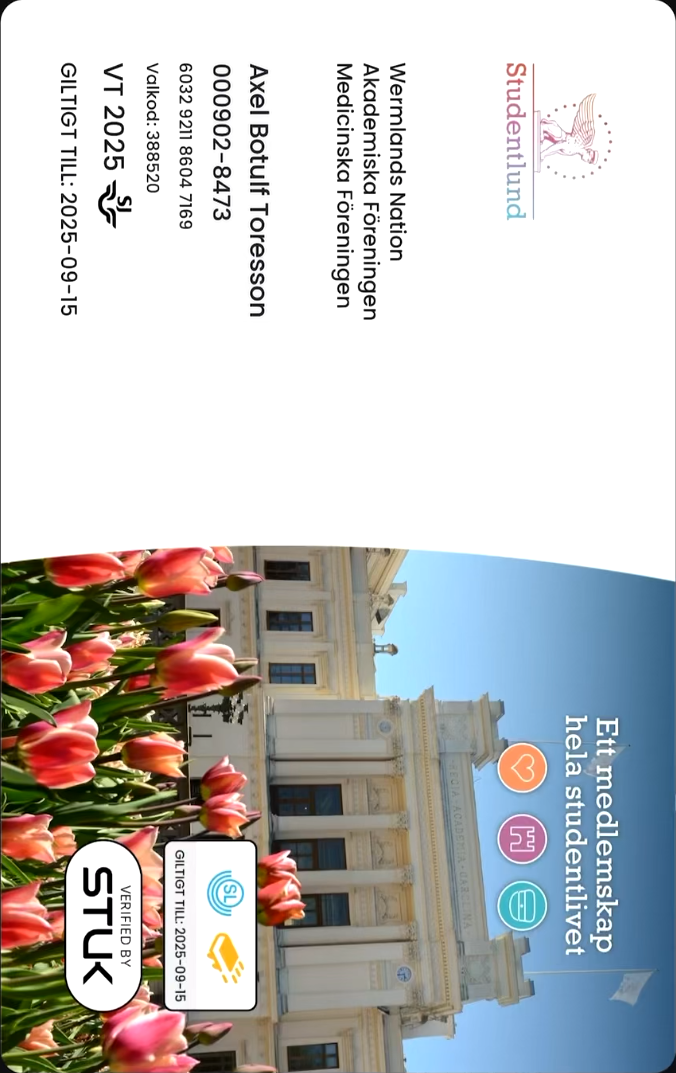 Studentlund
Wermlands Nation
Akademiska Föreningen
Medicinska Föreningen
Axel Botulf Toresson
000902-8473
6032 9211 8604 7169
Valkod: 388520
VT 2025 SJ
GILTIGT TILL: 2025-09-15
Ett medlemskap
hela studentlivet
SL
GILTIGT TILL: 2025-09-15
VERIFIED BY
STUK